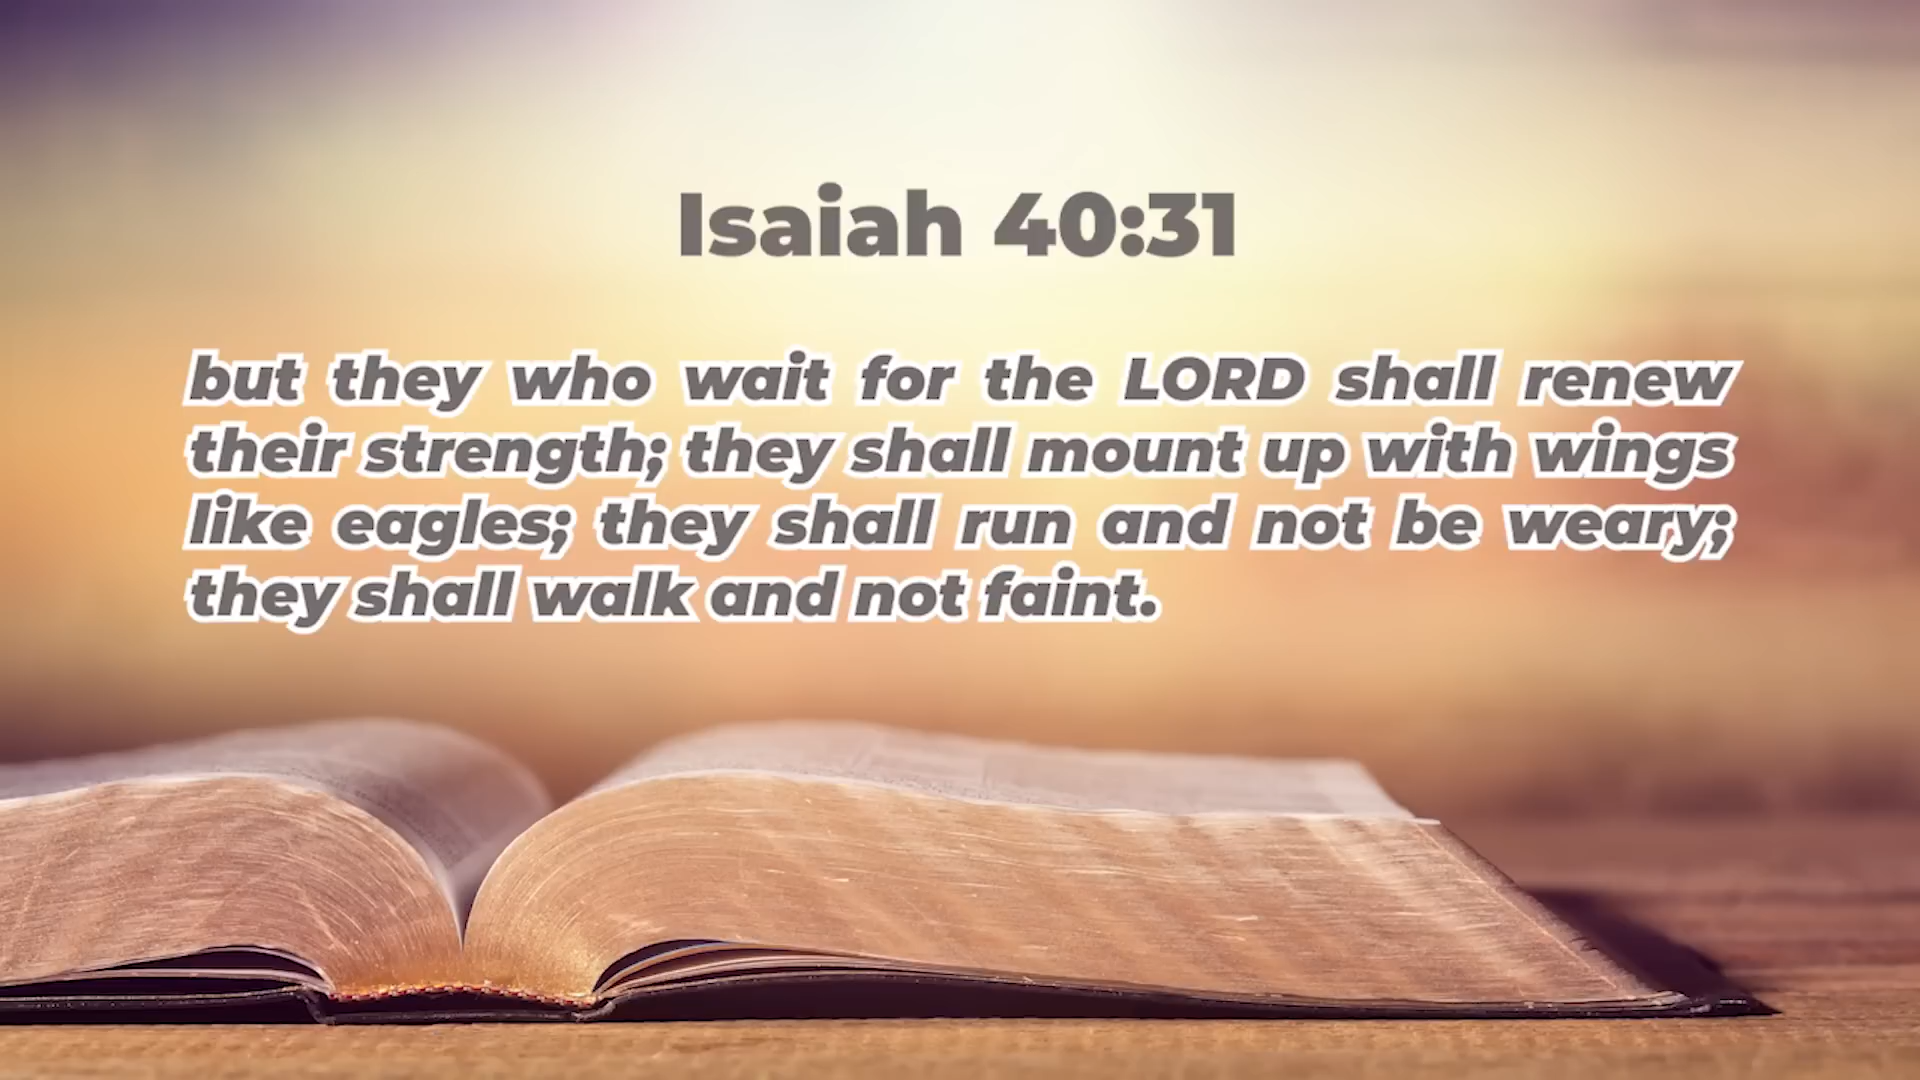 Isaiah 40:31
but they who wait for the LORD shall renew
their strength; they shall mount up with wings
like eagles; they shall run and not be weary;
they shall walk and not faint.